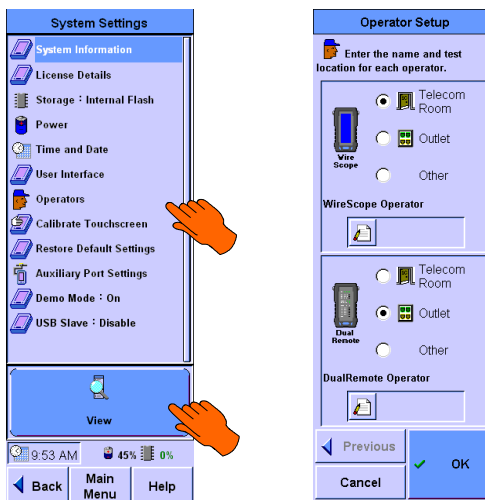 System Settings
System Information
License Details
Storage : Internal Flash
Power
Time and Date
User Interface
Operators
Calibrate Touchscreen
Restore Default Settings
Auxiliary Port Settings
Demo Mode : On
USB Slave : Disable
View
9:53 AM 45% 0%
Back
Main
Menu
Help
Operator Setup
Enter the name and test
location for each operator.
Telecom
Room
Outlet
Other
Wire
Scope
WireScope Operator
Telecom
Room
Outlet
Other
Dual
Remote
DualRemote Operator
Previous
OK
Cancel